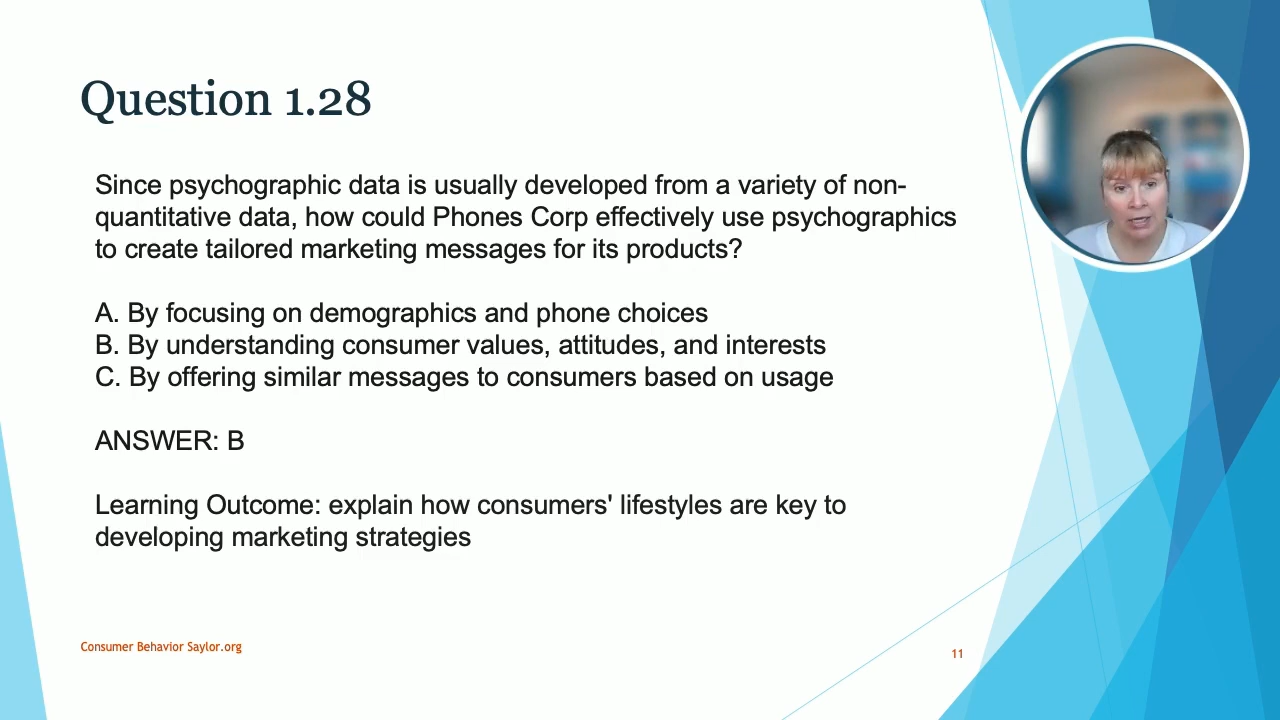 Question 1.28
Since psychographic data is usually developed from a variety of non-
quantitative data, how could Phones Corp effectively use psychographics
to create tailored marketing messages for its products?
A. By focusing on demographics and phone choices
B. By understanding consumer values, attitudes, and interests
C. By offering similar messages to consumers based on usage
ANSWER: B
Learning Outcome: explain how consumers' lifestyles are key to
developing marketing strategies
Consumer Behavior Saylor.org
11